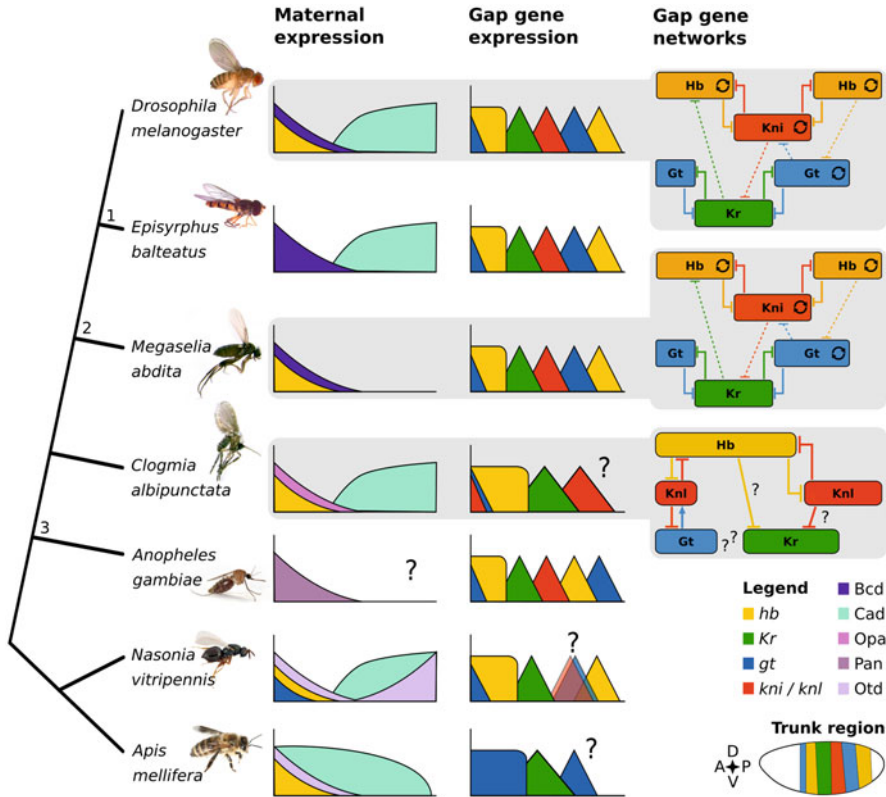 Maternal
expression
Gap gene
expression
Gap gene
networks
Drosophila
melanogaster
Hb
Hb
Kni
Gt
Gt
Kr
1
Episyrphus
balteatus
2
Megaselia
abdita
Hb
Hb
Kni
Gt
Gt
Kr
Clogmia
albipunctata
?
Hb
Knl
Knl
?
?
Gt
? ?
Kr
3
Anopheles
gambiae
?
Legend
hb
Kr
gt
kni / knl
Bcd
Cad
Opa
Pan
Otd
Nasonia
vitripennis
?
Apis
mellifera
?
Trunk region
D
A P
V